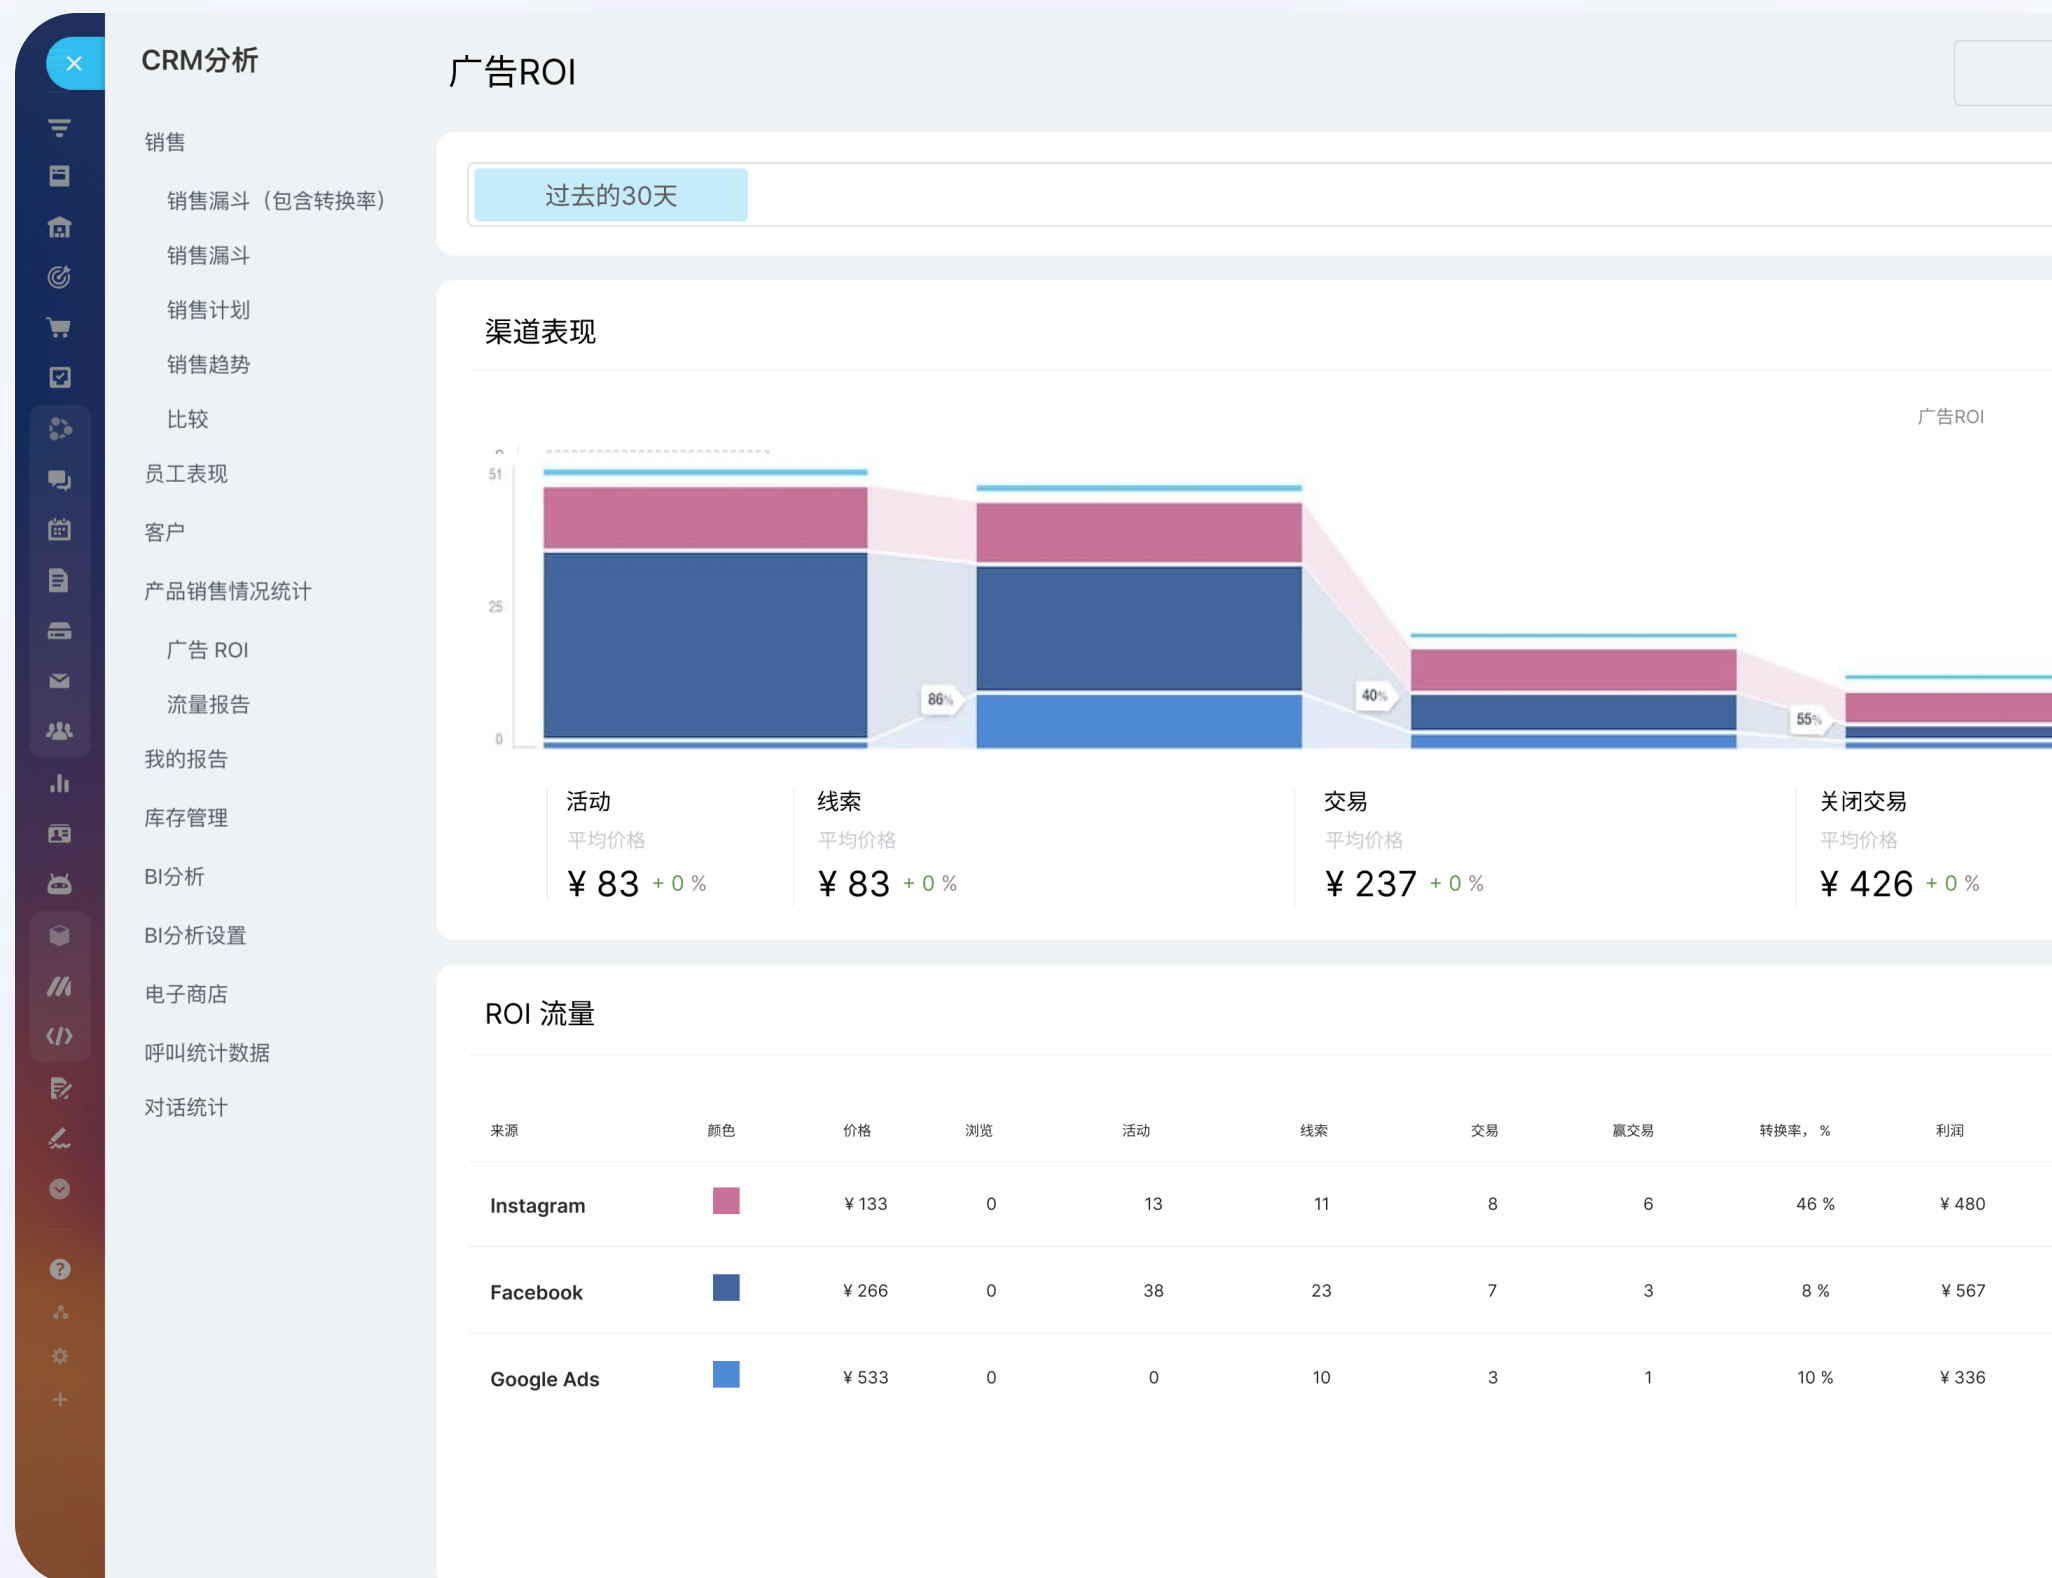 CRM分析
销售
销售漏斗（包含转换率）
销售漏斗
销售计划
销售趋势
比较
员工表现
客户
产品销售情况统计
广告 ROI
流量报告
我的报告
库存管理
BI分析
BI分析设置
电子商店
呼叫统计数据
对话统计
广告ROI
过去的30天
渠道表现
广告ROI
51
25
0
86%
40%
55%
活动 线索 交易 关闭交易
平均价格 平均价格 平均价格 平均价格
¥ 83 + 0 % ¥ 83 + 0 % ¥ 237 + 0 % ¥ 426 + 0 %
ROI 流量
来源 颜色 价格 浏览 活动 线索 交易 赢交易 转换率，% 利润
Instagram ¥ 133 0 13 11 8 6 46 % ¥ 480
Facebook ¥ 266 0 38 23 7 3 8 % ¥ 567
Google Ads ¥ 533 0 0 10 3 1 10 % ¥ 336